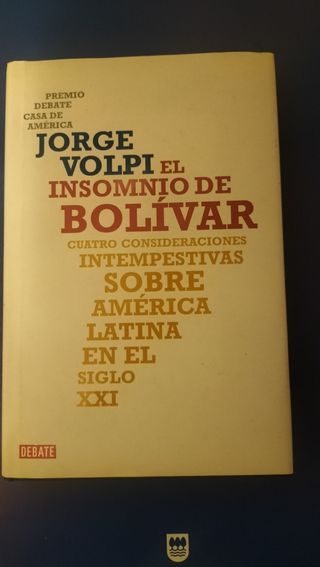 PREMIO
DEBATE
CASA DE
AMÉRICA
JORGE
VOLPI EL
INSOMNIO DE
BOLÍVAR
CUATRO CONSIDERACIONES
INTEMPESTIVAS
SOBRE
AMÉRICA
LATINA
EN EL
SIGLO
XXI
DEBATE